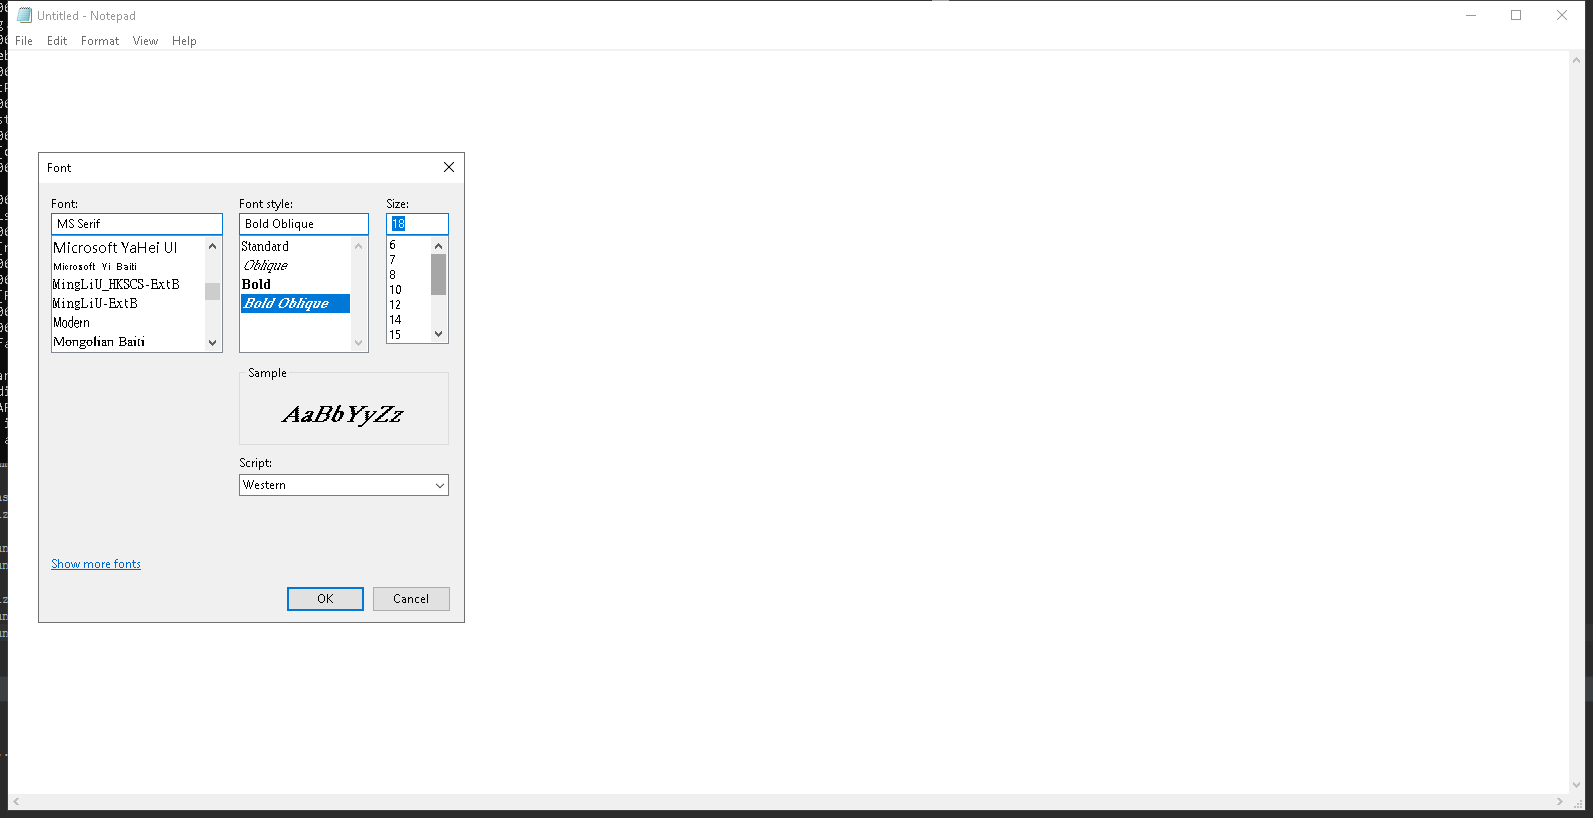 Untitled - Notepad
File Edit Format View Help
Font
Font:
MS Serif
Microsoft YaHei UI
Microsoft Yi Baiti
MingLiU_HKSCS-ExtB
MingLiU-ExtB
Modern
Mongolian Baiti
Font style:
Bold Oblique
Standard
Oblique
Bold
Bold Oblique
Size:
18
6
7
8
10
12
14
15
Sample
AaBbYyZz
Script:
Western
Show more fonts
OK Cancel